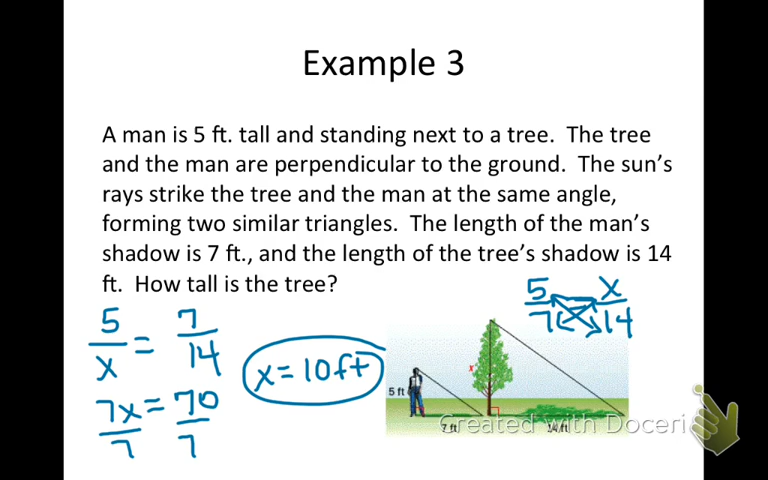 Example 3
A man is 5 ft. tall and standing next to a tree. The tree
and the man are perpendicular to the ground. The sun's
rays strike the tree and the man at the same angle,
forming two similar triangles. The length of the man's
shadow is 7 ft., and the length of the tree's shadow is 14
ft. How tall is the tree?
5/7 x/14
5/x = 7/14
x = 10ft
7x/7 = 70/7
x
5 ft
7 ft
14 ft
Created with Doceri